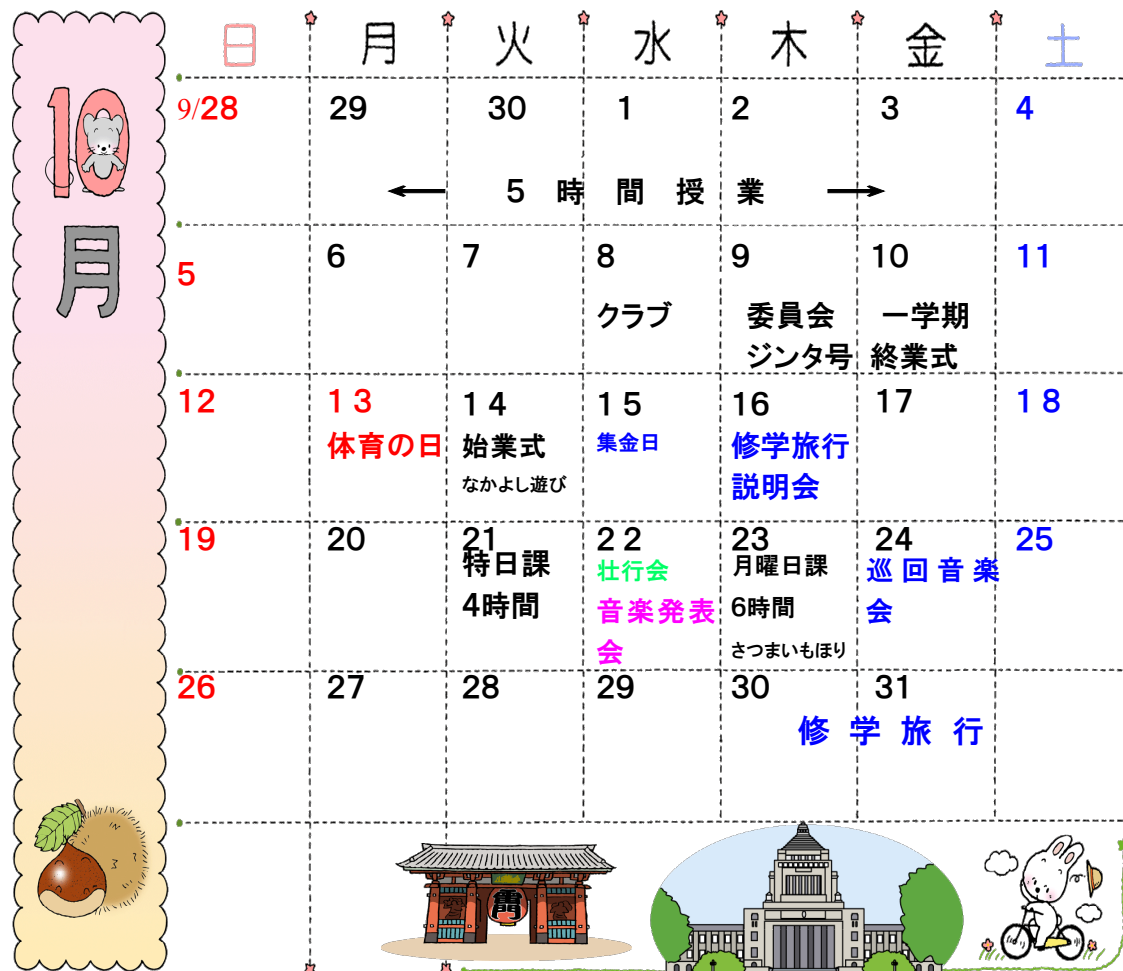 10
月
日 月 火 水 木 金 土
9/28 29 30 1 2 3 4
← 5 時 間 授 業 →
5 6 7 8 9 10 11
クラブ
委員会
ジンタ号
一学期
終業式
12 13 14 15 16 17 18
体育の日
始業式
なかよし遊び
集金日
修学旅行
説明会
19 20 21 22 23 24 25
特日課
4時間
壮行会
音楽発表
会
月曜日課
6時間
さつまいもほり
巡回音楽
会
26 27 28 29 30 31
修 学 旅 行